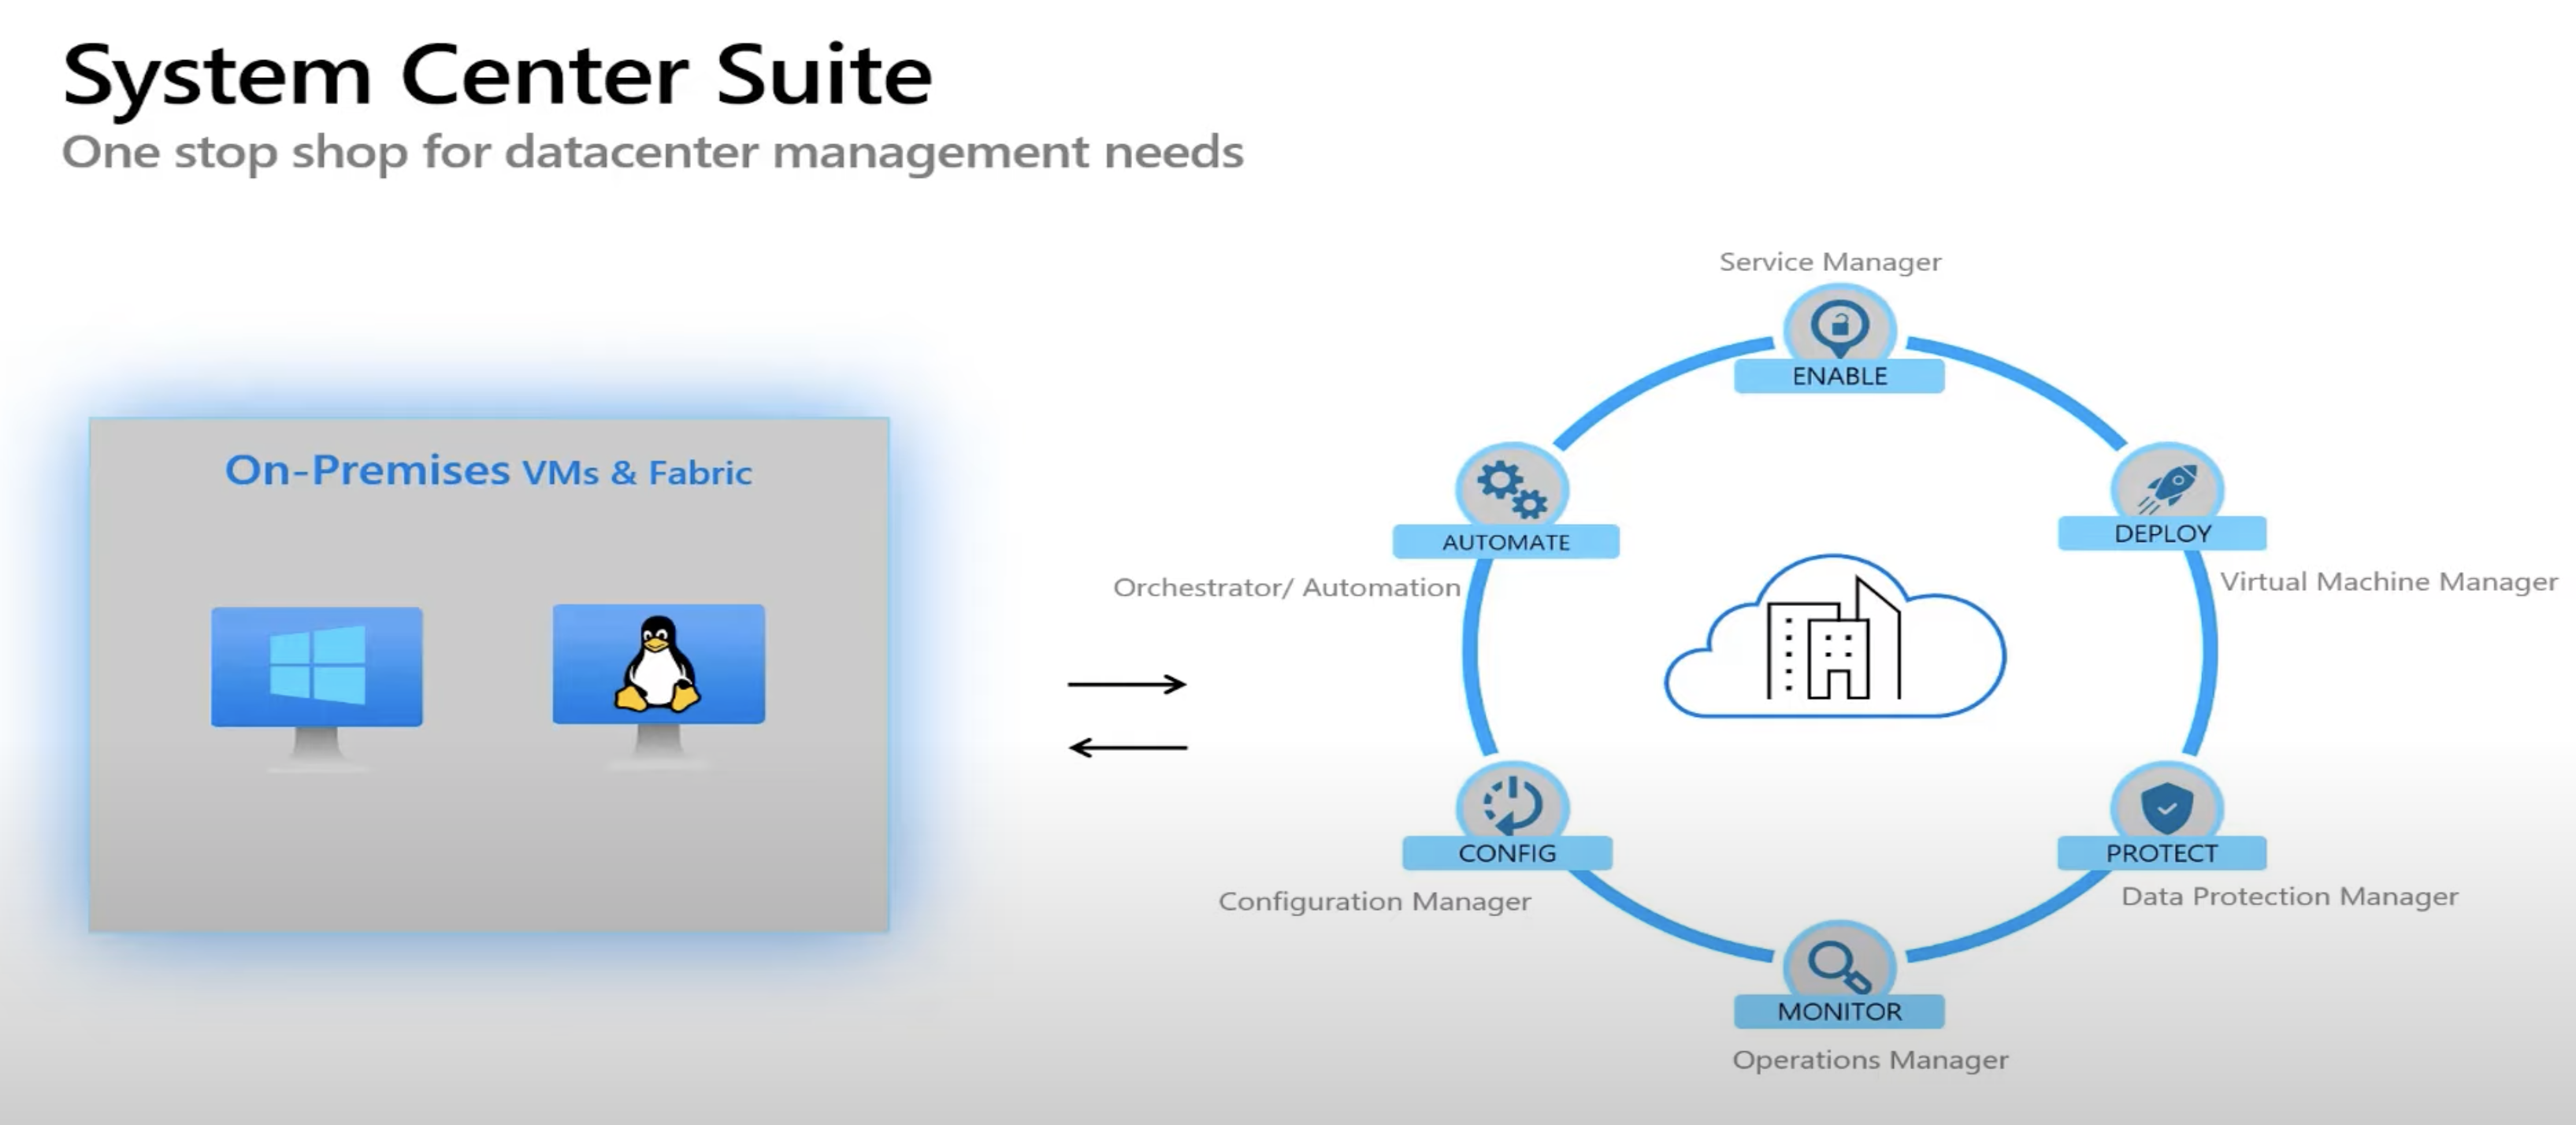 System Center Suite
One stop shop for datacenter management needs
On-Premises VMs & Fabric
Service Manager
ENABLE
AUTOMATE
Orchestrator/ Automation
DEPLOY
Virtual Machine Manager
CONFIG
Configuration Manager
PROTECT
Data Protection Manager
MONITOR
Operations Manager